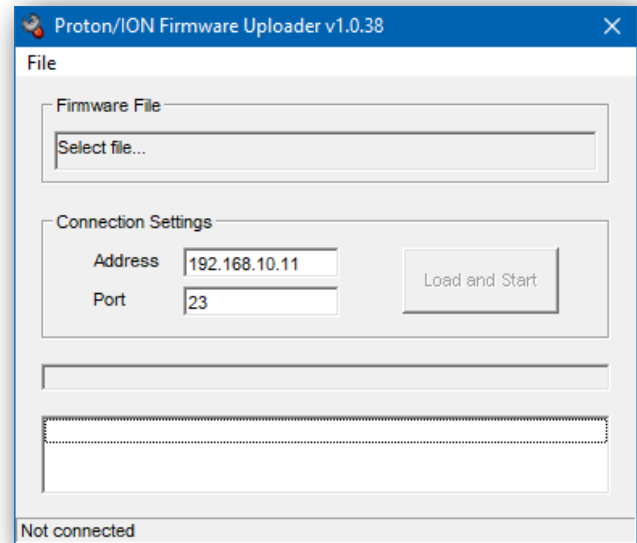 Proton/ION Firmware Uploader v1.0.38
File
Firmware File
Select file...
Connection Settings
Address 192.168.10.11
Load and Start
Port 23
Not connected